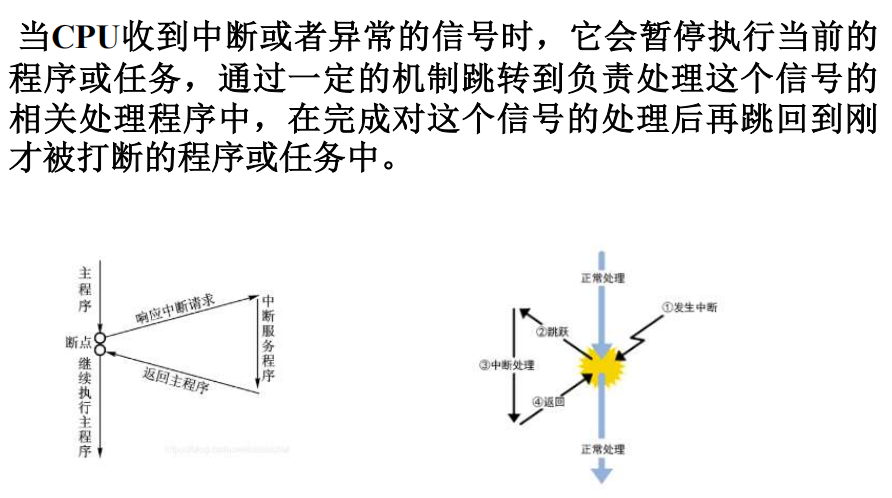 当CPU收到中断或者异常的信号时，它会暂停执行当前的
程序或任务，通过一定的机制跳转到负责处理这个信号的
相关处理程序中，在完成对这个信号的处理后再跳回到刚
才被打断的程序或任务中。
主程序
响应中断请求
中断服务程序
断点
返回主程序
继续执行主程序
正常处理
①发生中断
②跳跃
③中断处理
④返回
正常处理